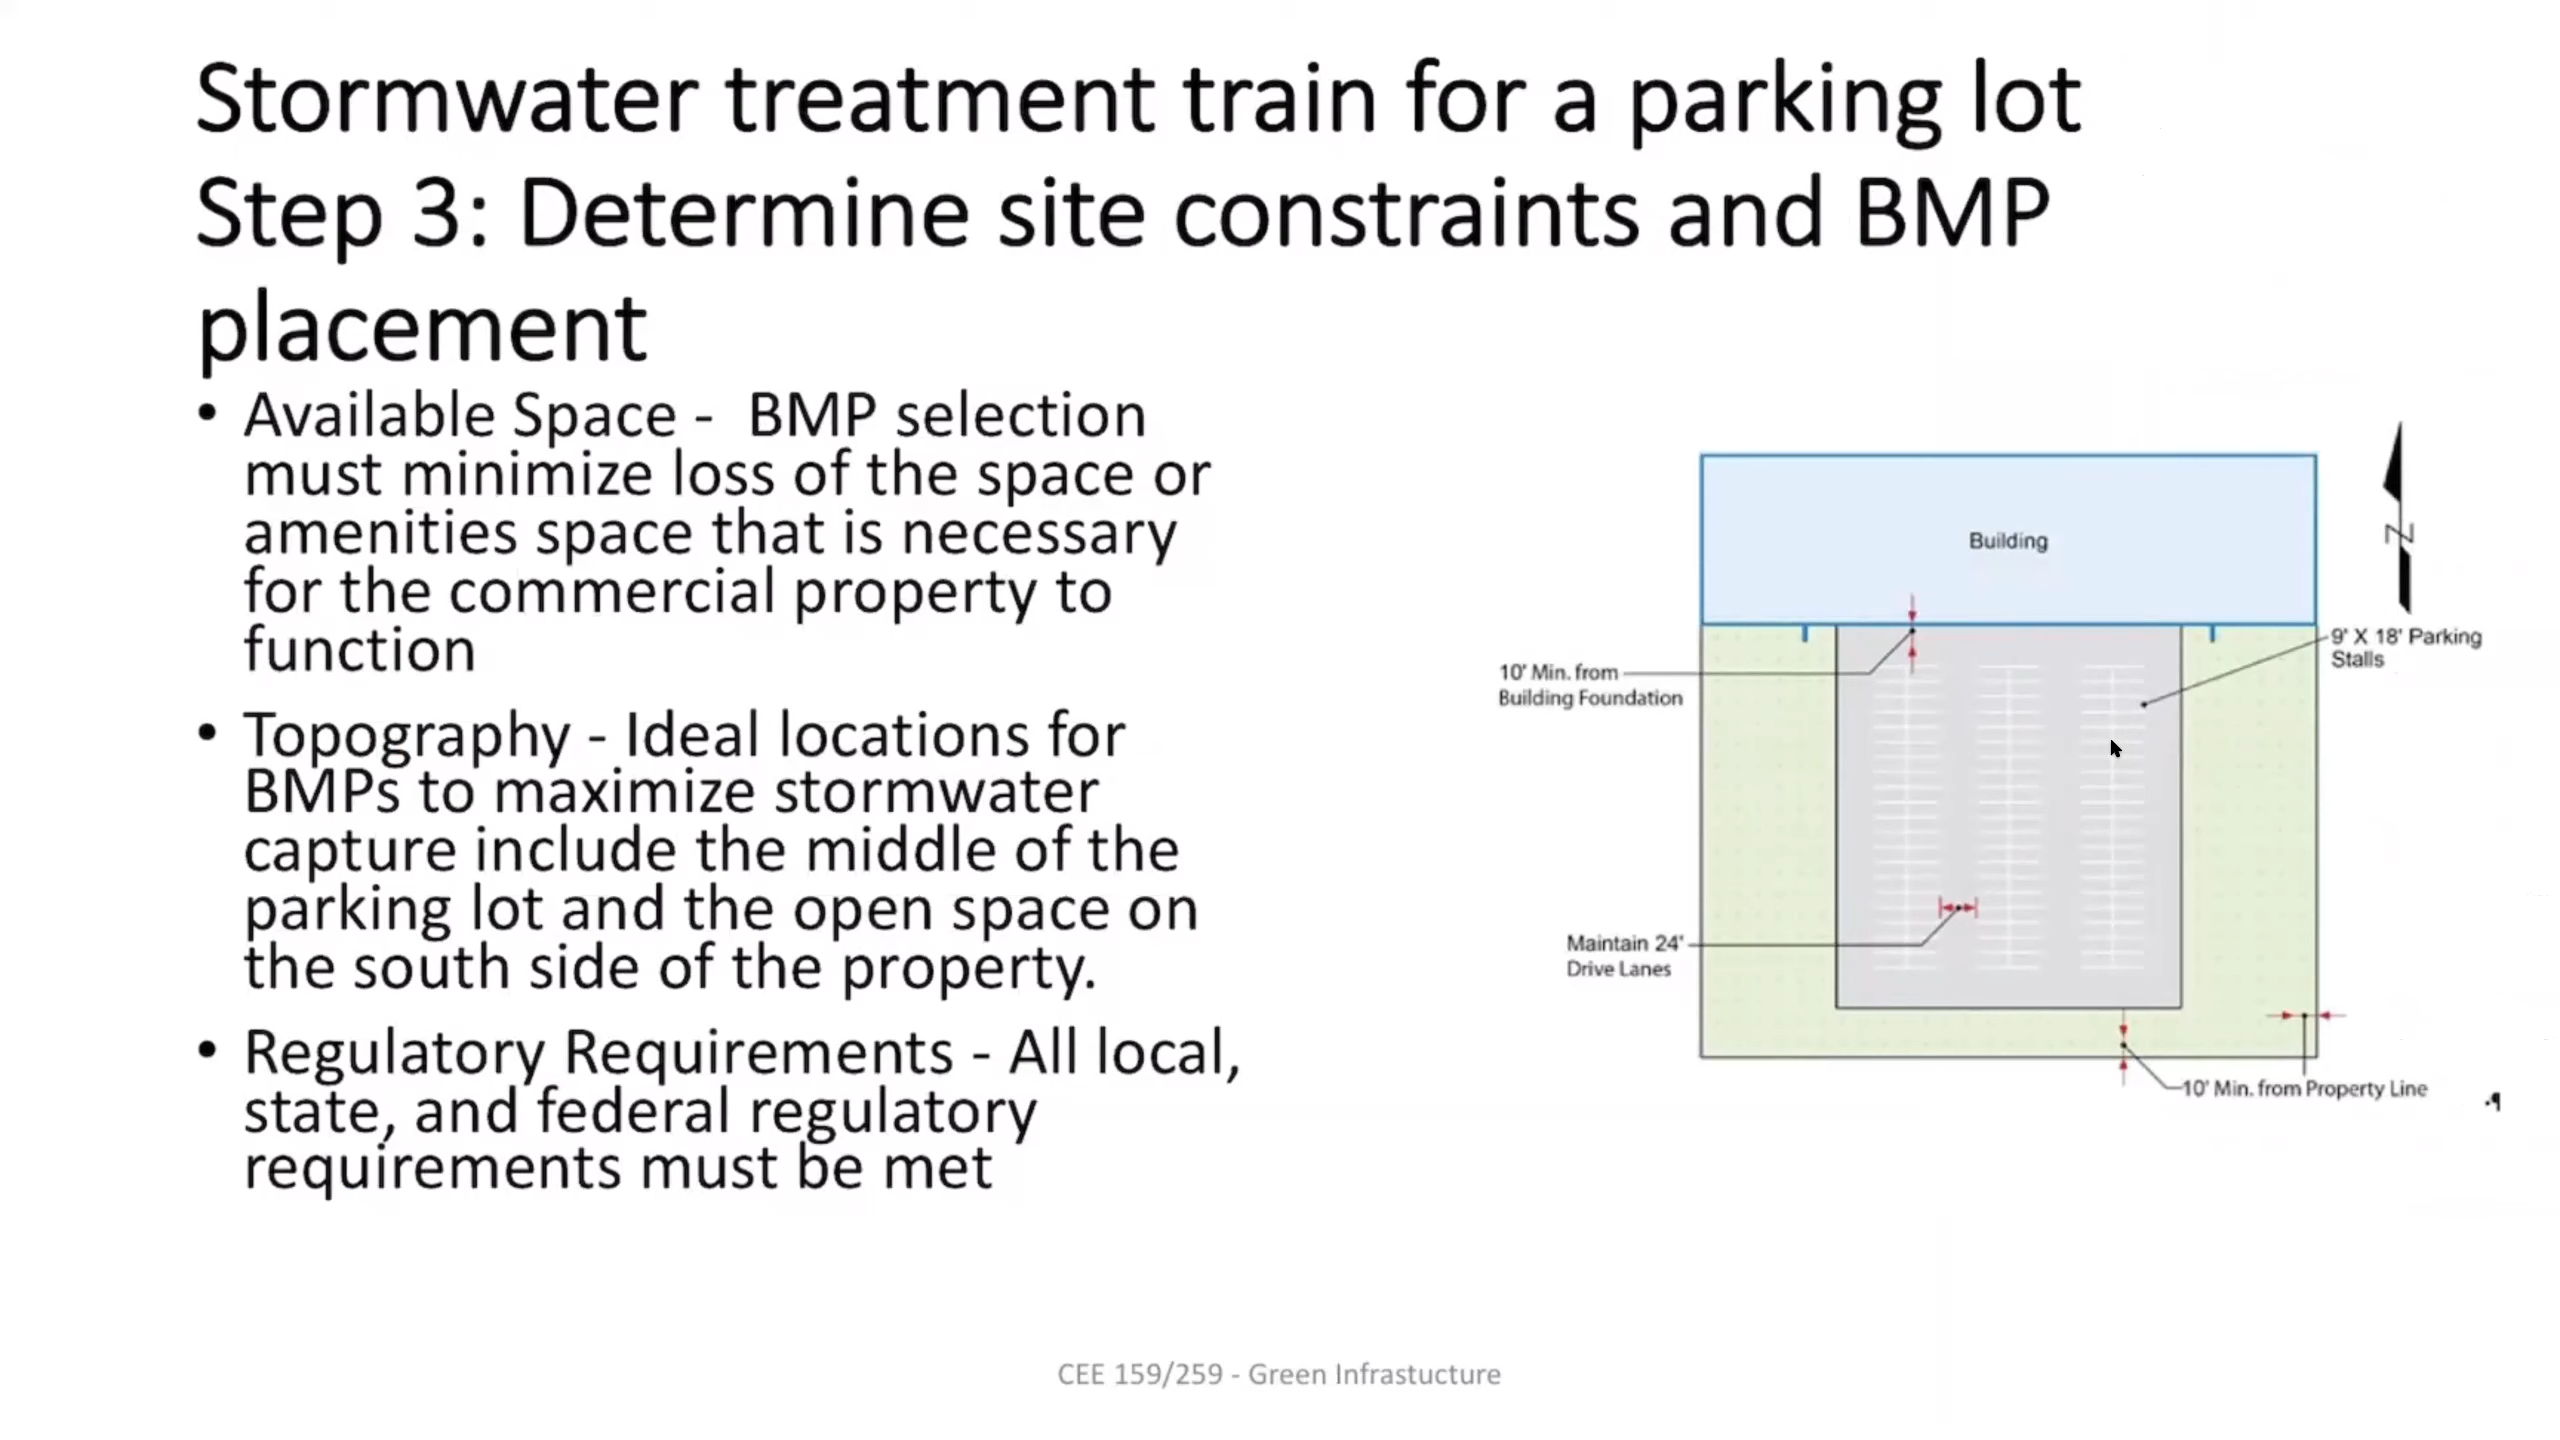 Stormwater treatment train for a parking lot
Step 3: Determine site constraints and BMP
placement
• Available Space -  BMP selection
must minimize loss of the space or
amenities space that is necessary
for the commercial property to
function
• Topography - Ideal locations for
BMPs to maximize stormwater
capture include the middle of the
parking lot and the open space on
the south side of the property.
• Regulatory Requirements - All local,
state, and federal regulatory
requirements must be met
Building
N
9' X 18' Parking
Stalls
10' Min. from
Building Foundation
Maintain 24'
Drive Lanes
10' Min. from Property Line
CEE 159/259 - Green Infrastucture